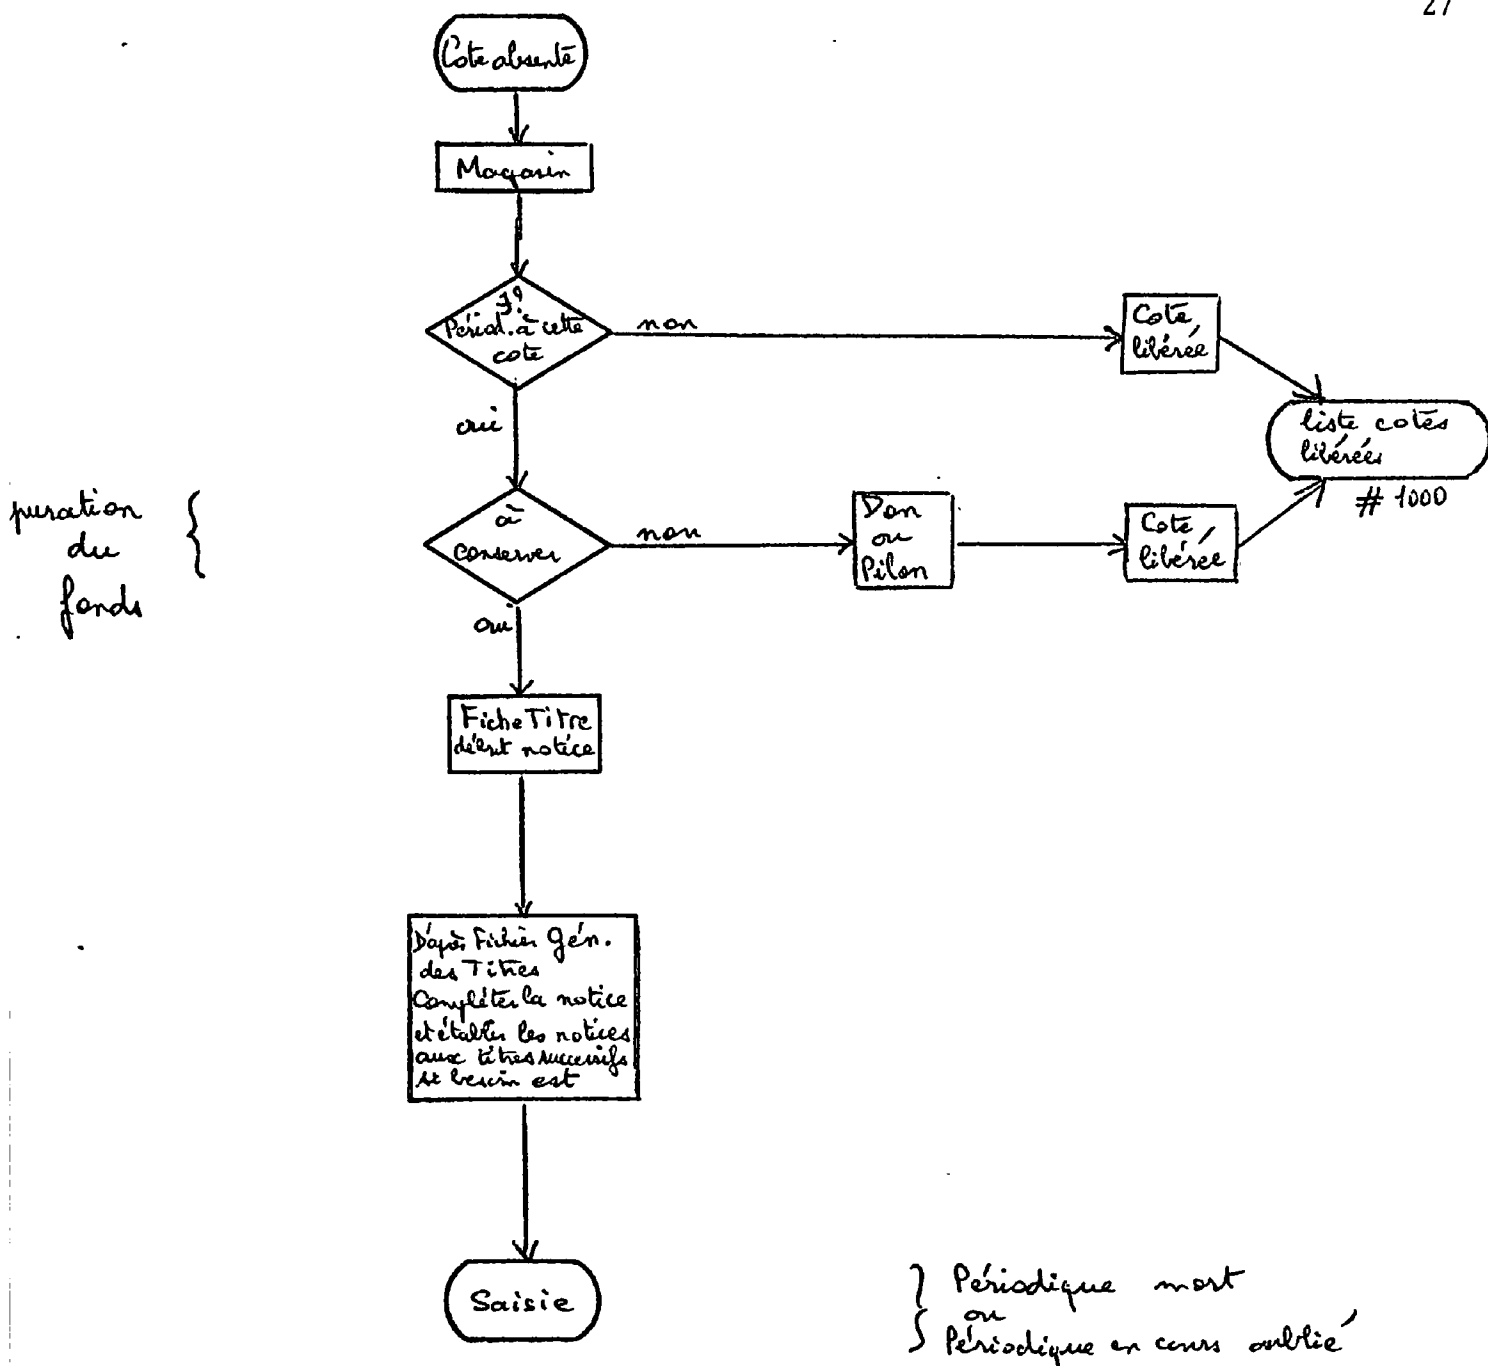 27
Cote absente
Magasin
∃?
Périod. à cette
cote
non
Cote
libérée
oui
liste cotes
libérées
# 1000
puration
du
fonds
à
conserver
non
Don
ou
Pilon
Cote
libérée
oui
Fiche Titre
début notice
D'après Fichier Gén.
des Titres
Compléter la notice
et établir les notices
aux titres successifs
si besoin est
Saisie
Périodique mort
ou
Périodique en cours oublié